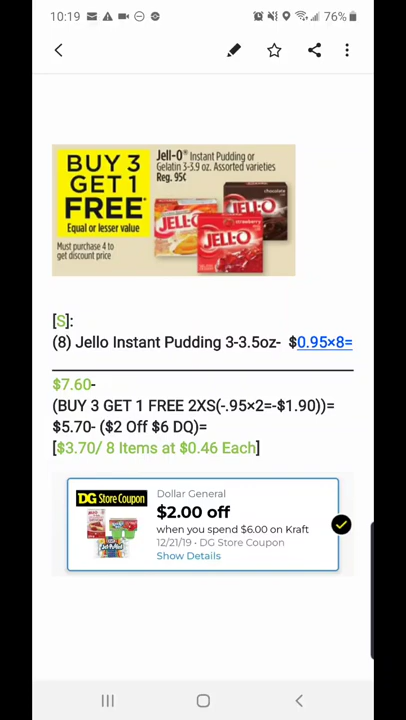 10:19
76%
BUY 3
GET 1
FREE*
Equal or lesser value
Must purchase 4 to
get discount price
Jell-O® Instant Pudding or
Gelatin 3-3.9 oz. Assorted varieties
Reg. 95¢
chocolate
JELL-O
JELL-O
strawberry
JELL-O
[S]:
(8) Jello Instant Pudding 3-3.5oz- $0.95×8=
$7.60-
(BUY 3 GET 1 FREE 2XS(-.95×2=-$1.90))=
$5.70- ($2 Off $6 DQ)=
[$3.70/ 8 Items at $0.46 Each]
DG Store Coupon
Dollar General
$2.00 off
when you spend $6.00 on Kraft
12/21/19 • DG Store Coupon
Show Details